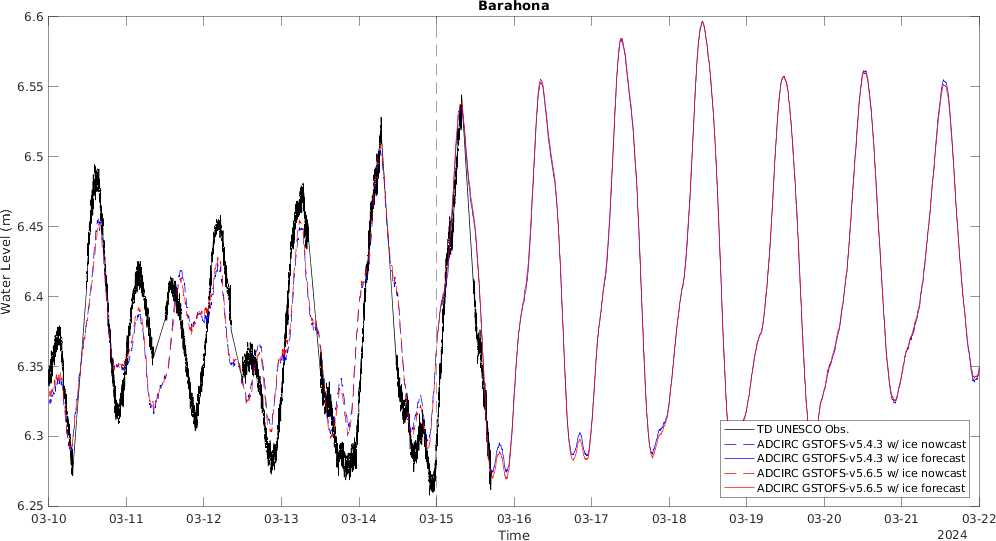 Barahona
6.6
6.55
6.5
6.45
6.4
6.35
6.3
6.25
Water Level (m)
03-10 03-11 03-12 03-13 03-14 03-15 03-16 03-17 03-18 03-19 03-20 03-21 03-22
Time
2024
TD UNESCO Obs.
ADCIRC GSTOFS-v5.4.3 w/ ice nowcast
ADCIRC GSTOFS-v5.4.3 w/ ice forecast
ADCIRC GSTOFS-v5.6.5 w/ ice nowcast
ADCIRC GSTOFS-v5.6.5 w/ ice forecast